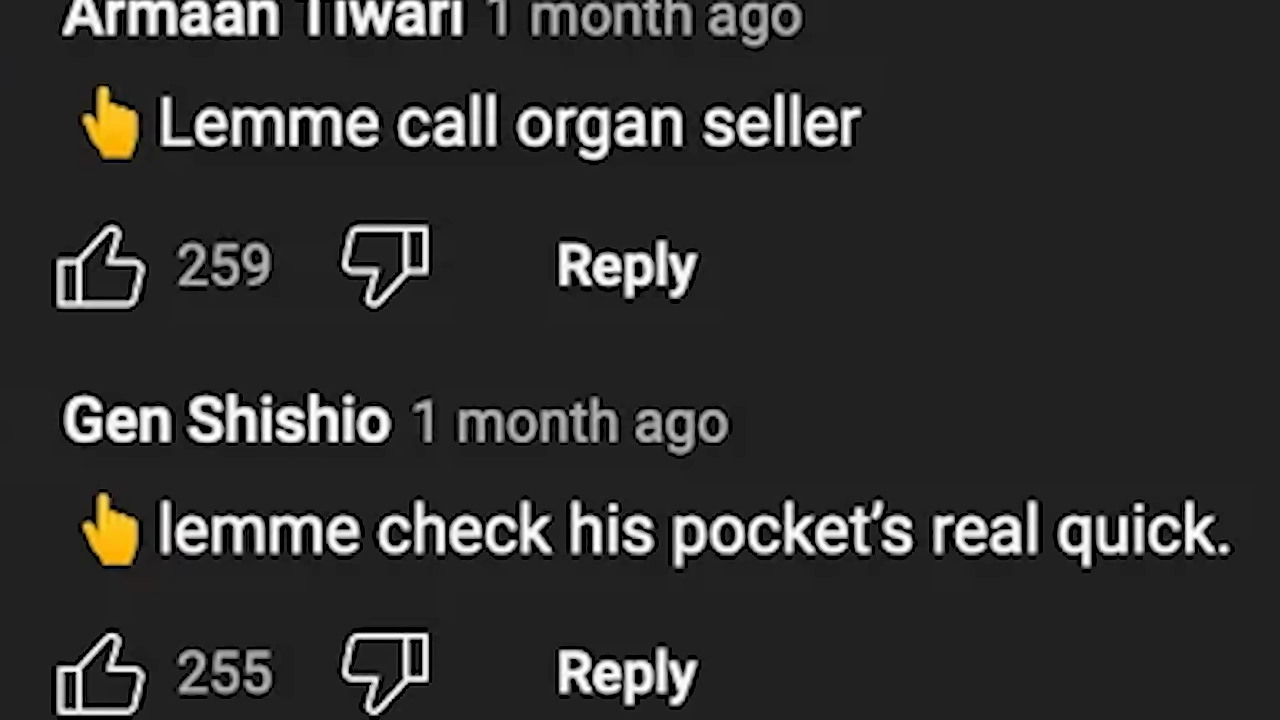 Armaan Tiwari 1 month ago
👆 Lemme call organ seller
259 Reply
Gen Shishio 1 month ago
👆 lemme check his pocket's real quick.
255 Reply